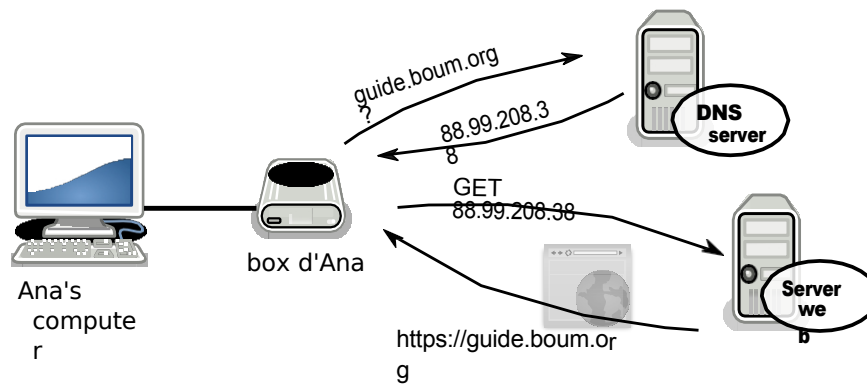 guide.boum.org
?
88.99.208.3
8
DNS
server
GET
88.99.208.38
box d'Ana
Ana's
compute
r
Server
we
b
https://guide.boum.or
g